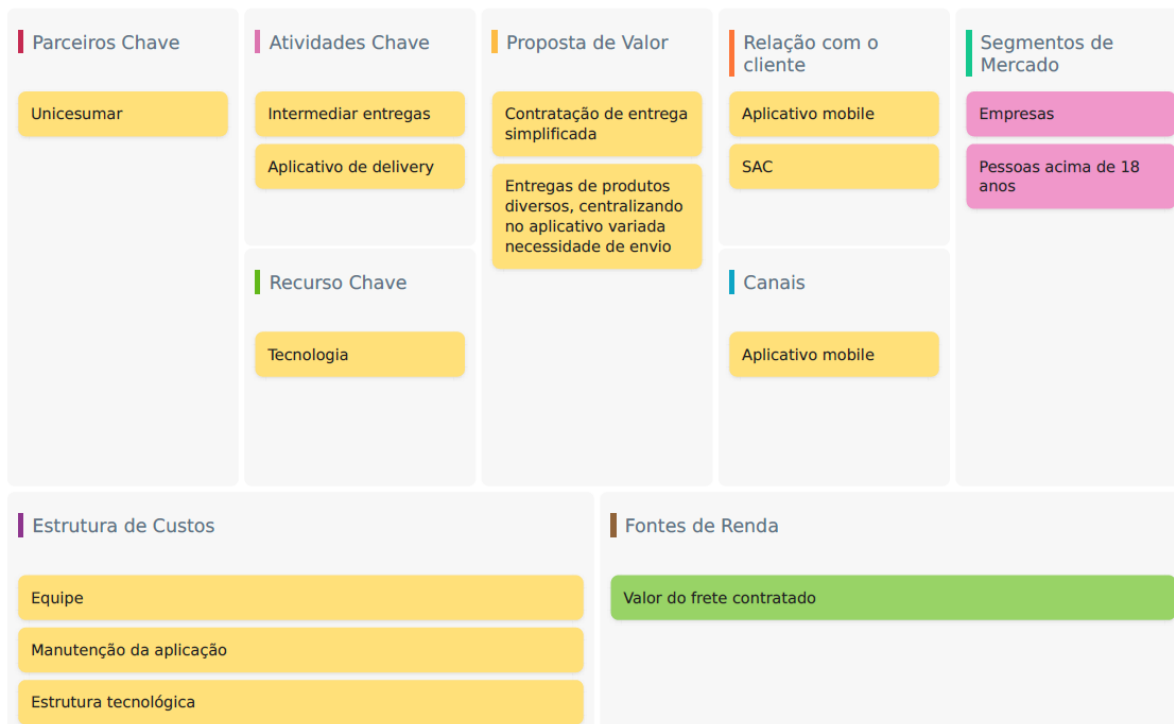 Parceiros Chave
Unicesumar
Atividades Chave
Intermediar entregas
Aplicativo de delivery
Recurso Chave
Tecnologia
Proposta de Valor
Contratação de entrega
simplificada
Entregas de produtos
diversos, centralizando
no aplicativo variada
necessidade de envio
Relação com o
cliente
Aplicativo mobile
SAC
Canais
Aplicativo mobile
Segmentos de
Mercado
Empresas
Pessoas acima de 18
anos
Estrutura de Custos
Equipe
Manutenção da aplicação
Estrutura tecnológica
Fontes de Renda
Valor do frete contratado